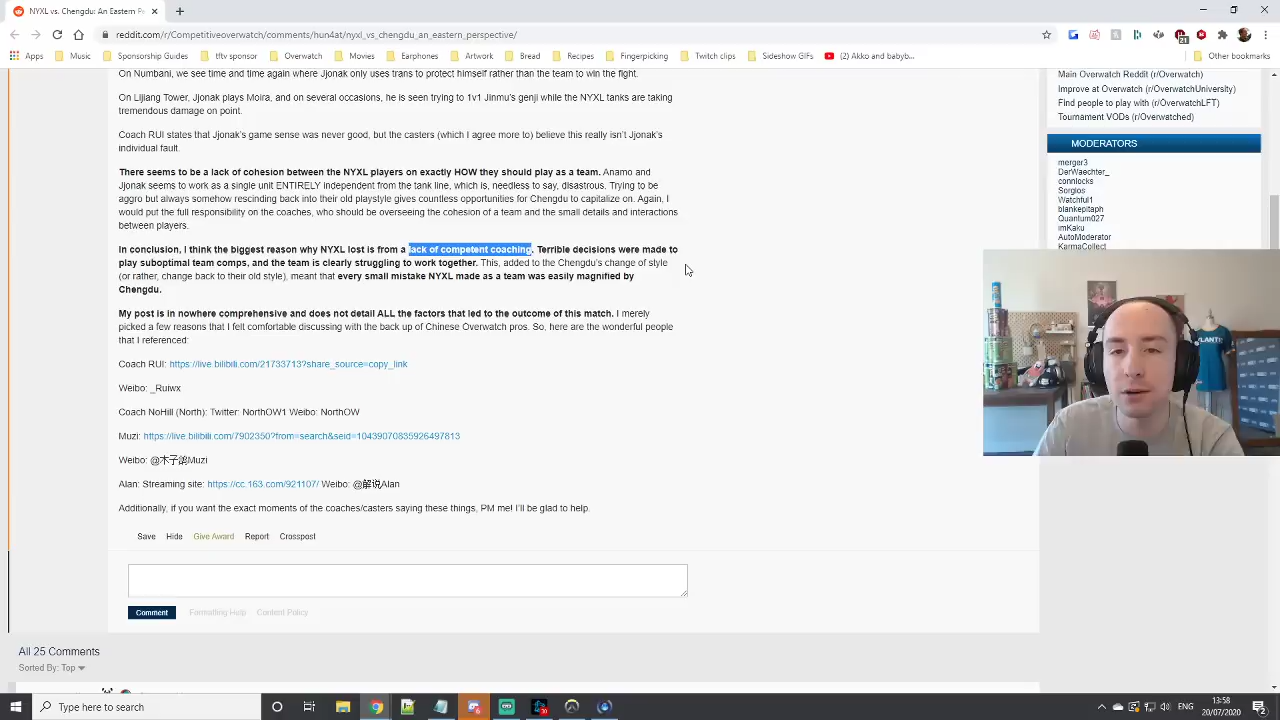 NYXL vs. Chengdu: An Eastern Pe
reddit.com/r/Competitiveoverwatch/comments/hun4at/nyxl_vs_chengdu_an_eastern_perspective/
21
Apps Music Sponsorship Guides tftv sponsor Overwatch Movies Earphones Artwork Bread Recipes Fingerpicking Twitch clips Sideshow GIFs (2) Akko and babyb... Other bookmarks
On Numbani, we see time and time again where Jjonak only uses trans to protect himself rather than the team to win the fight.
On Lijiang Tower, Jjonak plays Moira, and on several occasions, he is seen trying to 1v1 Jinmu's genji while the NYXL tanks are taking
tremendous damage on point.
Coach RUI states that Jjonak's game sense was never good, but the casters (which I agree more to) believe this really isn't Jjonak's
individual fault.
There seems to be a lack of cohesion between the NYXL players on exactly HOW they should play as a team. Anamo and
Jjonak seems to work as a single unit ENTIRELY independent from the tank line, which is, needless to say, disastrous. Trying to be
aggro but always somehow rescinding back into their old play style gives countless opportunities for Chengdu to capitalize on. Again, I
would put the full responsibility on the coaches, who should be overseeing the cohesion of a team and the small details and interactions
between players.
In conclusion, I think the biggest reason why NYXL lost is from a lack of competent coaching. Terrible decisions were made to
play suboptimal team comps, and the team is clearly struggling to work together. This, added to the Chengdu's change of style
(or rather, change back to their old style), meant that every small mistake NYXL made as a team was easily magnified by
Chengdu.
My post is in nowhere comprehensive and does not detail ALL the factors that led to the outcome of this match. I merely
picked a few reasons that I felt comfortable discussing with the back up of Chinese Overwatch pros. So, here are the wonderful people
that I referenced:
Coach RUI: https://live.bilibili.com/21733713?share_source=copy_link
Weibo: _Ruiwx
Coach NoHill (North): Twitter: NorthOW1 Weibo: NorthOW
Muzi: https://live.bilibili.com/7902350?from=search&seid=10439070835926497813
Weibo: @木子鸽Muzi
Alan: Streaming site: https://cc.163.com/921107/ Weibo: @解说Alan
Additionally, if you want the exact moments of the coaches/casters saying these things, PM me! I'll be glad to help.
Save Hide Give Award Report Crosspost
Comment Formatting Help Content Policy
All 25 Comments
Sorted By: Top
Main Overwatch Reddit (r/Overwatch)
Improve at Overwatch (r/OverwatchUniversity)
Find people to play with (r/OverwatchLFT)
Tournament VODs (r/Overwatched)
MODERATORS
merger3
DerWaechter_
connlocks
Sorglos
Watchful1
blankepitaph
Quantum027
imKaku
AutoModerator
KarmaCollect
ATLANTIC
Type here to search
ENG
13:58
20/07/2020